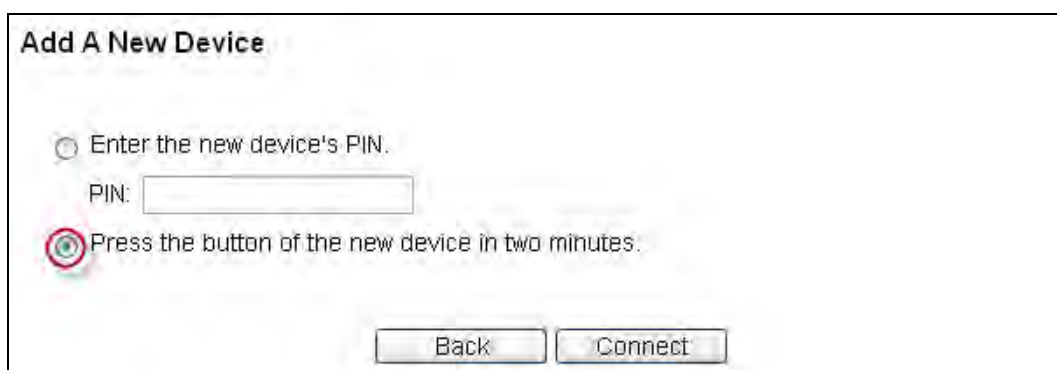 Add A New Device
Enter the new device's PIN.
PIN:
Press the button of the new device in two minutes.
Back Connect